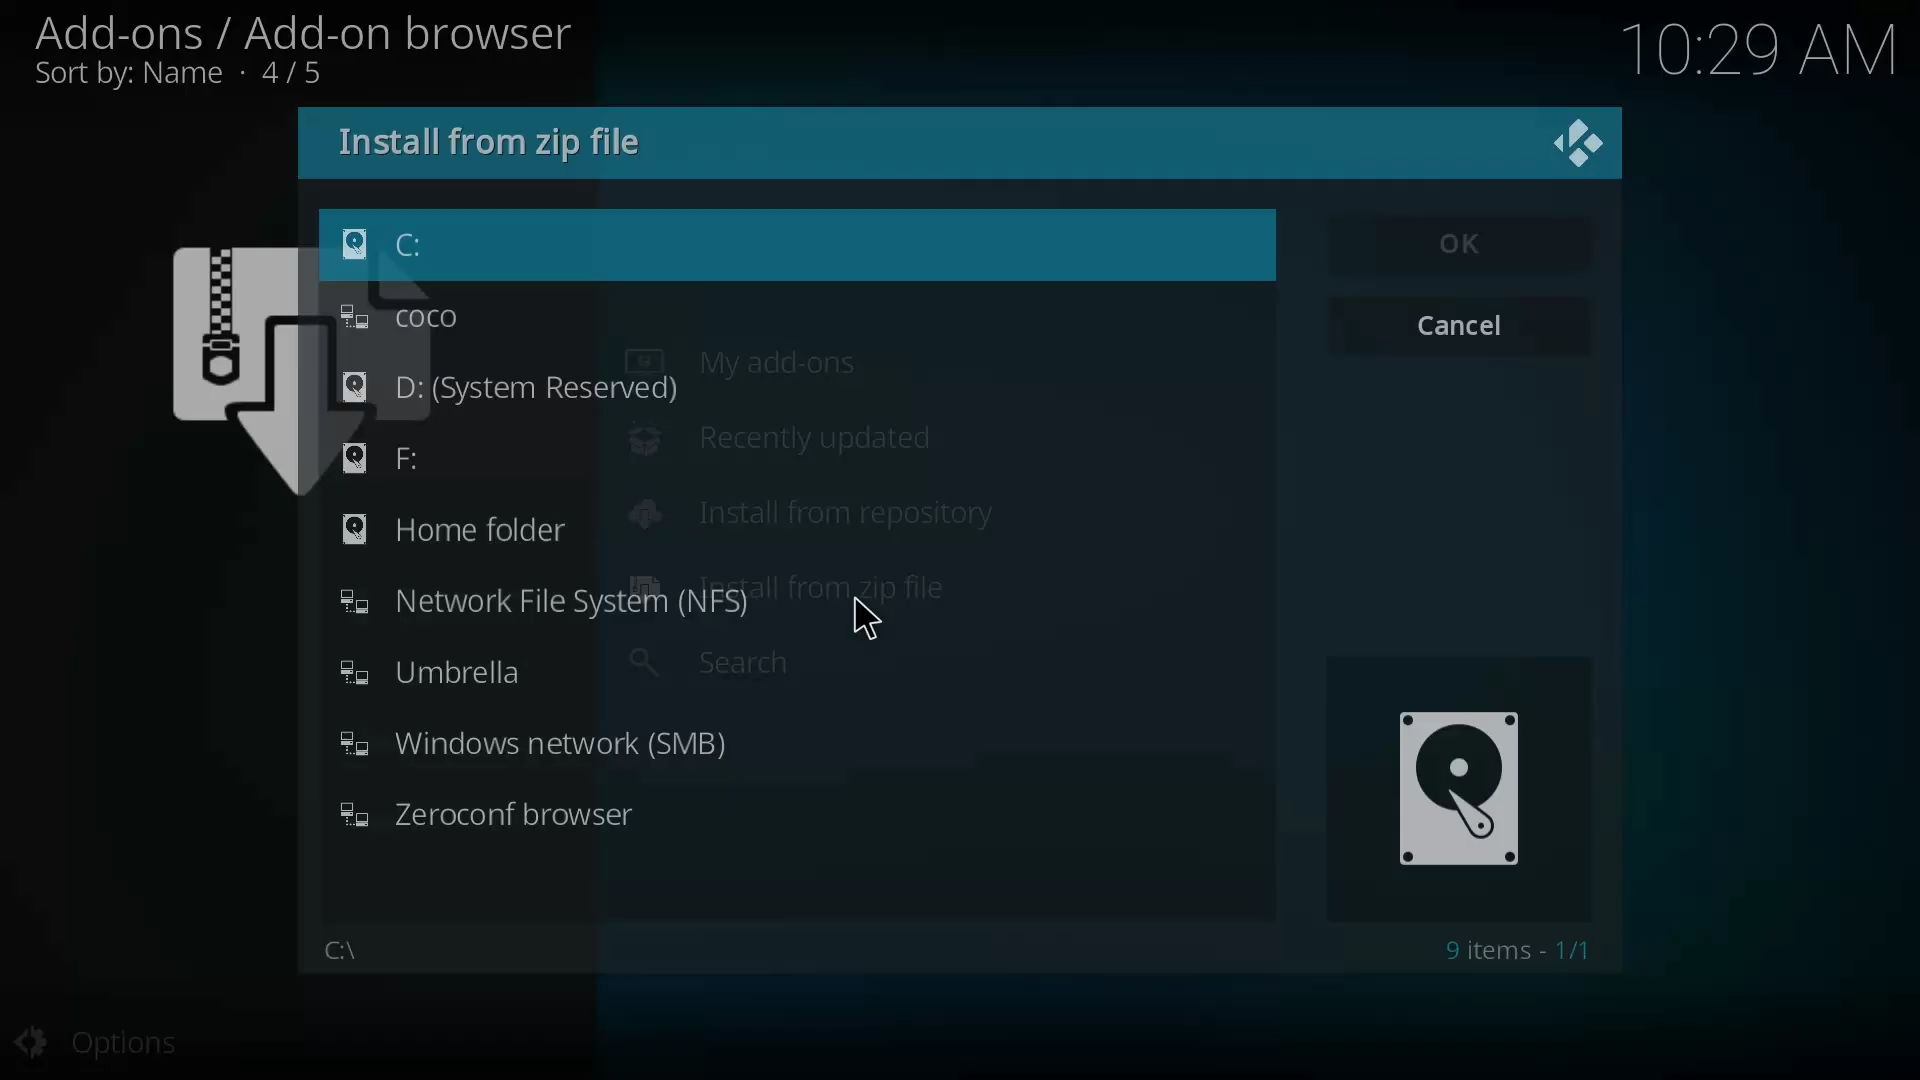 Add-ons / Add-on browser
Sort by: Name · 4 / 5
10:29 AM
Install from zip file
C:
coco
D: (System Reserved)
F:
Home folder
Network File System (NFS)
Umbrella
Windows network (SMB)
Zeroconf browser
OK
Cancel
My add-ons
Recently updated
Install from repository
Install from zip file
Search
C:\
9 items - 1/1
Options